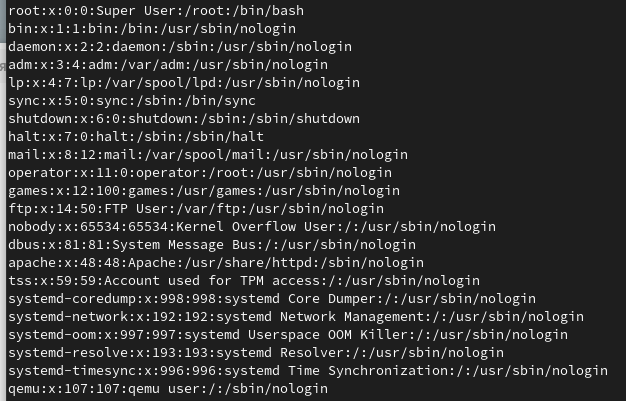 root:x:0:0:Super User:/root:/bin/bash
bin:x:1:1:bin:/bin:/usr/sbin/nologin
daemon:x:2:2:daemon:/sbin:/usr/sbin/nologin
adm:x:3:4:adm:/var/adm:/usr/sbin/nologin
lp:x:4:7:lp:/var/spool/lpd:/usr/sbin/nologin
sync:x:5:0:sync:/sbin:/bin/sync
shutdown:x:6:0:shutdown:/sbin:/sbin/shutdown
halt:x:7:0:halt:/sbin:/sbin/halt
mail:x:8:12:mail:/var/spool/mail:/usr/sbin/nologin
operator:x:11:0:operator:/root:/usr/sbin/nologin
games:x:12:100:games:/usr/games:/usr/sbin/nologin
ftp:x:14:50:FTP User:/var/ftp:/usr/sbin/nologin
nobody:x:65534:65534:Kernel Overflow User:/:/usr/sbin/nologin
dbus:x:81:81:System Message Bus:/:/usr/sbin/nologin
apache:x:48:48:Apache:/usr/share/httpd:/sbin/nologin
tss:x:59:59:Account used for TPM access:/:/usr/sbin/nologin
systemd-coredump:x:998:998:systemd Core Dumper:/:/usr/sbin/nologin
systemd-network:x:192:192:systemd Network Management:/:/usr/sbin/nologin
systemd-oom:x:997:997:systemd Userspace OOM Killer:/:/usr/sbin/nologin
systemd-resolve:x:193:193:systemd Resolver:/:/usr/sbin/nologin
systemd-timesync:x:996:996:systemd Time Synchronization:/:/usr/sbin/nologin
qemu:x:107:107:qemu user:/:/sbin/nologin